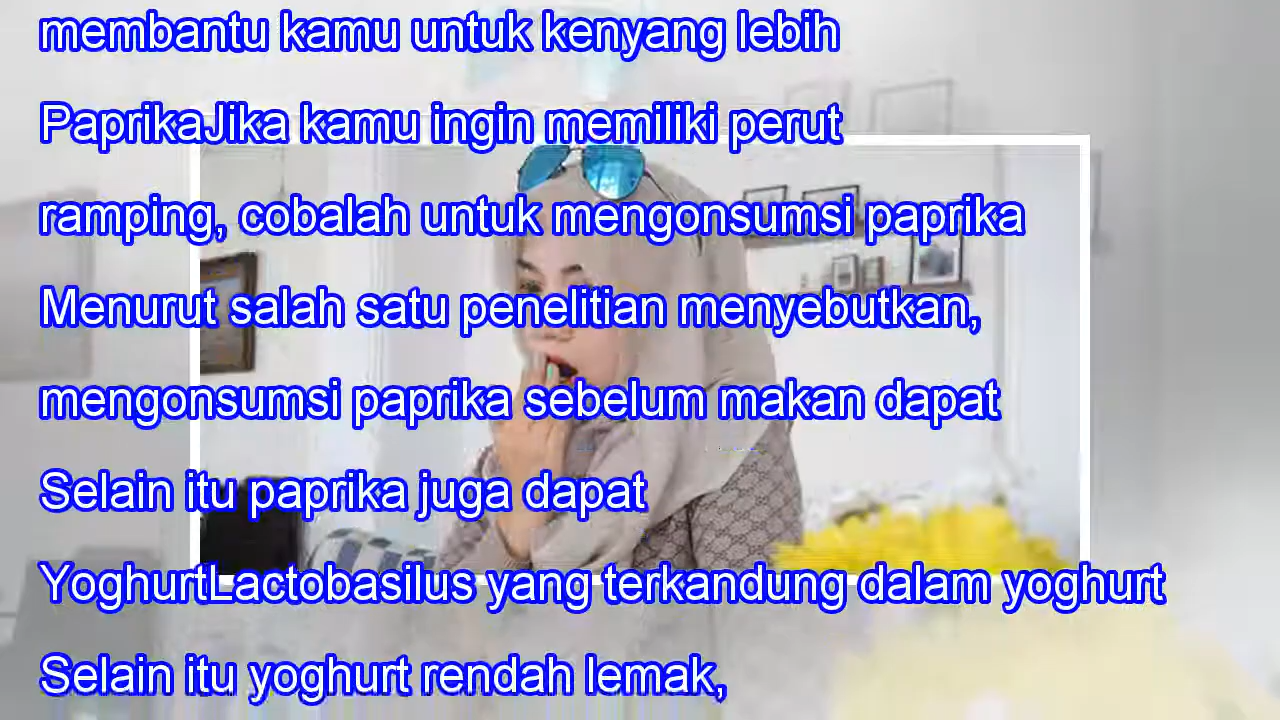 membantu kamu untuk kenyang lebih
PaprikaJika kamu ingin memiliki perut
ramping, cobalah untuk mengonsumsi paprika
Menurut salah satu penelitian menyebutkan,
mengonsumsi paprika sebelum makan dapat
Selain itu paprika juga dapat
YoghurtLactobasilus yang terkandung dalam yoghurt
Selain itu yoghurt rendah lemak,